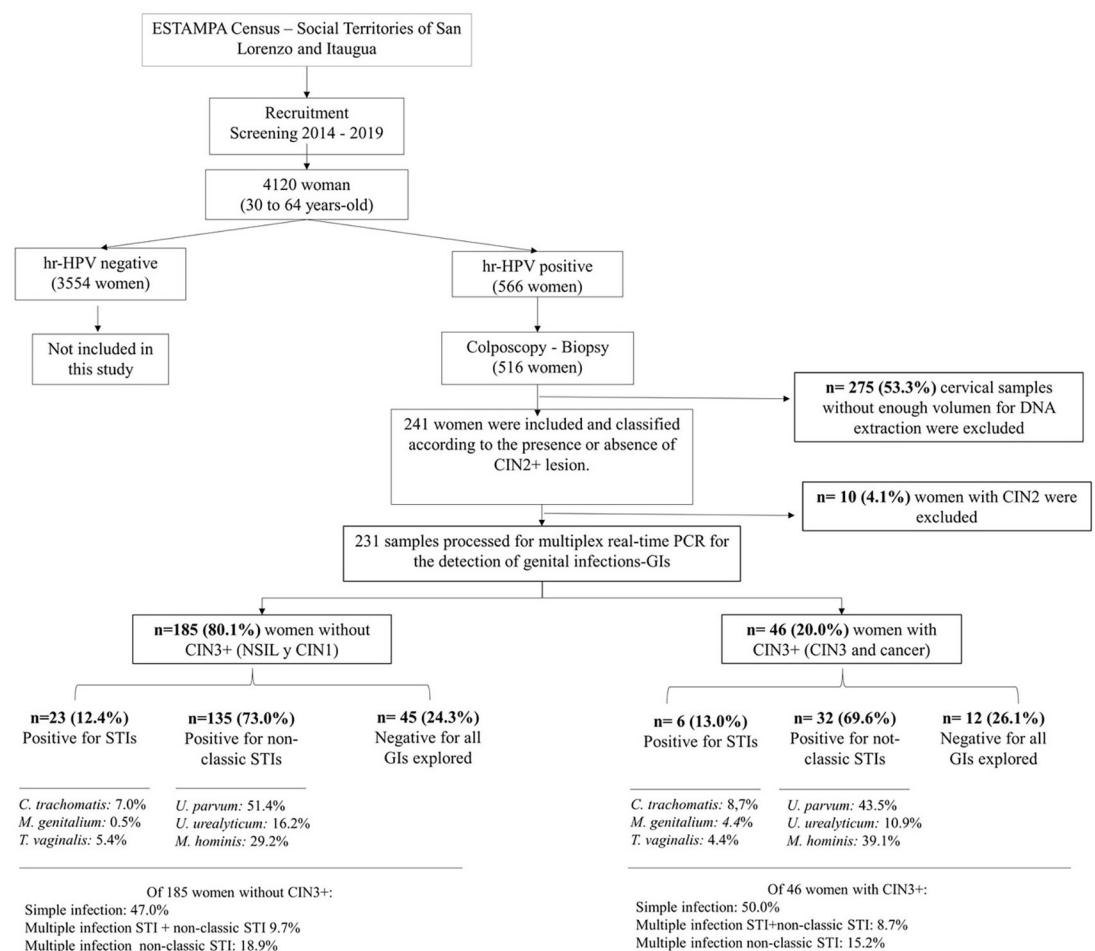 ESTAMPA Census – Social Territories of San
Lorenzo and Itaugua
Recruitment
Screening 2014 - 2019
4120 woman
(30 to 64 years-old)
hr-HPV negative
(3554 women)
hr-HPV positive
(566 women)
Not included in
this study
Colposcopy - Biopsy
(516 women)
n= 275 (53.3%) cervical samples
without enough volumen for DNA
extraction were excluded
241 women were included and classified
according to the presence or absence of
CIN2+ lesion.
n= 10 (4.1%) women with CIN2 were
excluded
231 samples processed for multiplex real-time PCR for
the detection of genital infections-GIs
n=185 (80.1%) women without
CIN3+ (NSIL y CIN1)
n= 46 (20.0%) women with
CIN3+ (CIN3 and cancer)
n=23 (12.4%)
Positive for STIs
n=135 (73.0%)
Positive for non-
classic STIs
n= 45 (24.3%)
Negative for all
GIs explored
n= 6 (13.0%)
Positive for STIs
n= 32 (69.6%)
Positive for not-
classic STIs
n= 12 (26.1%)
Negative for all
GIs explored
C. trachomatis: 7.0%
M. genitalium: 0.5%
T. vaginalis: 5.4%
U. parvum: 51.4%
U. urealyticum: 16.2%
M. hominis: 29.2%
C. trachomatis: 8,7%
M. genitalium: 4.4%
T. vaginalis: 4.4%
U. parvum: 43.5%
U. urealyticum: 10.9%
M. hominis: 39.1%
Of 185 women without CIN3+:
Simple infection: 47.0%
Multiple infection STI + non-classic STI 9.7%
Multiple infection non-classic STI: 18.9%
Of 46 women with CIN3+:
Simple infection: 50.0%
Multiple infection STI+non-classic STI: 8.7%
Multiple infection non-classic STI: 15.2%